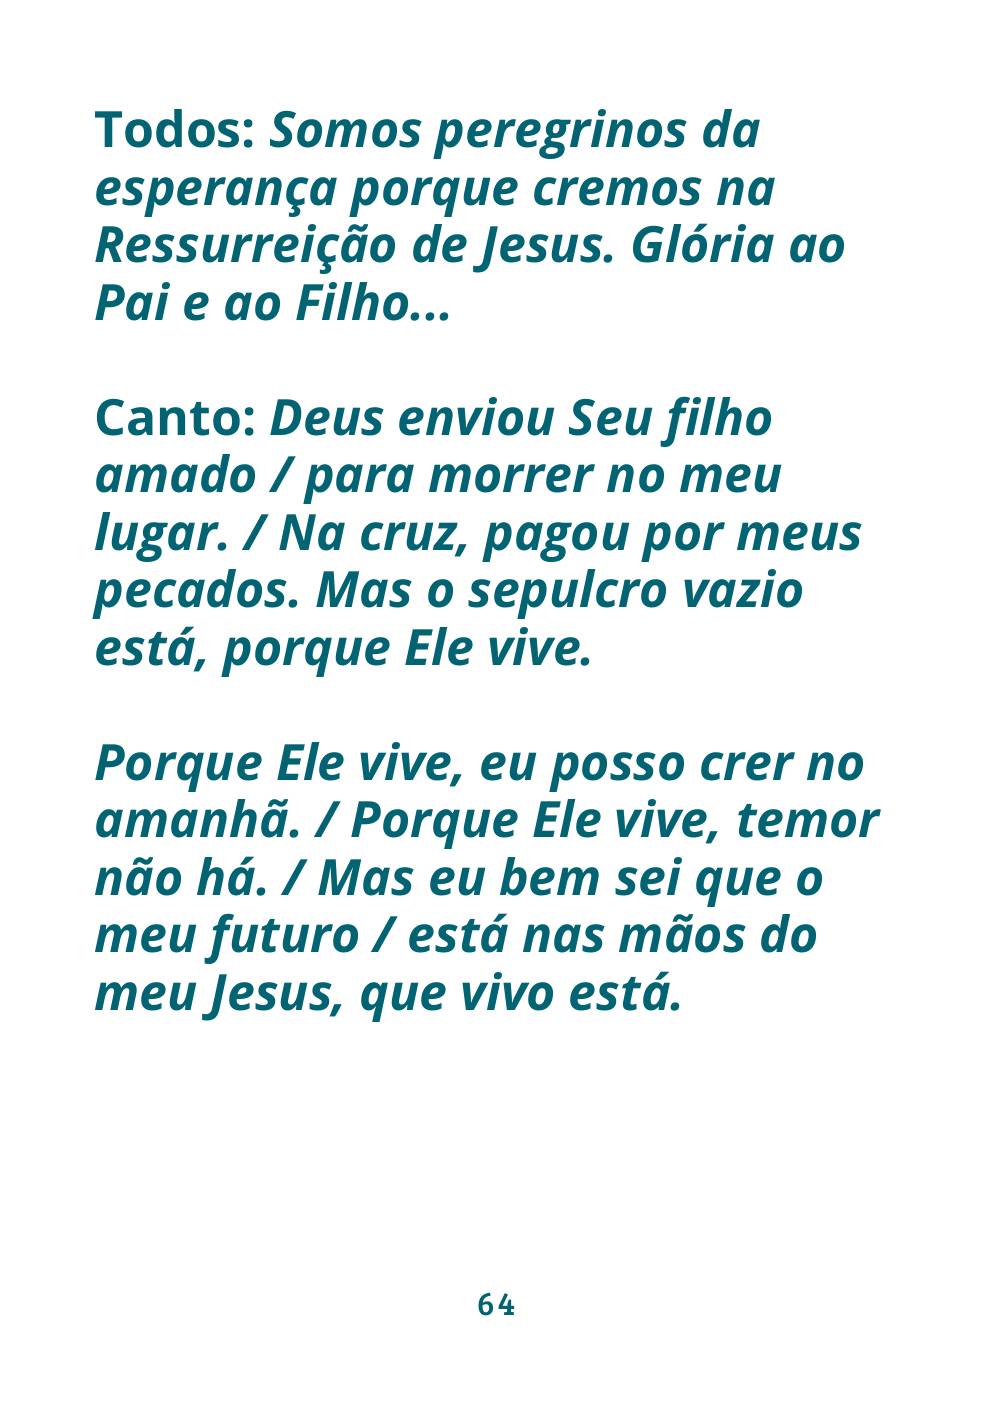 Todos: Somos peregrinos da
esperança porque cremos na
Ressurreição de Jesus. Glória ao
Pai e ao Filho...
Canto: Deus enviou Seu filho
amado / para morrer no meu
lugar. / Na cruz, pagou por meus
pecados. Mas o sepulcro vazio
está, porque Ele vive.
Porque Ele vive, eu posso crer no
amanhã. / Porque Ele vive, temor
não há. / Mas eu bem sei que o
meu futuro / está nas mãos do
meu Jesus, que vivo está.
64